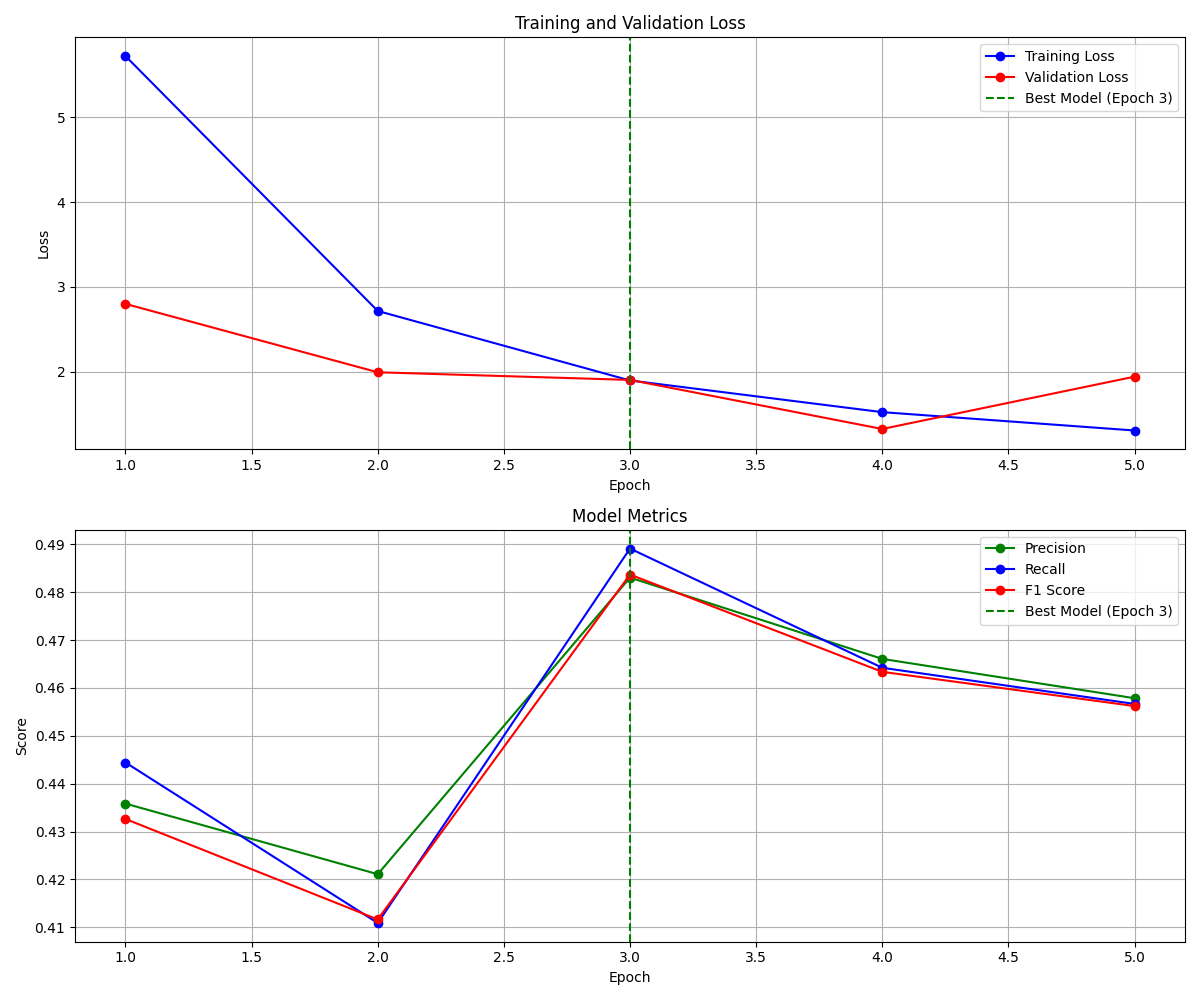 Training and Validation Loss
Training Loss
Validation Loss
Best Model (Epoch 3)
5
4
3
2
Loss
1.0 1.5 2.0 2.5 3.0 3.5 4.0 4.5 5.0
Epoch
Model Metrics
Precision
Recall
F1 Score
Best Model (Epoch 3)
0.49
0.48
0.47
0.46
0.45
0.44
0.43
0.42
0.41
Score
1.0 1.5 2.0 2.5 3.0 3.5 4.0 4.5 5.0
Epoch